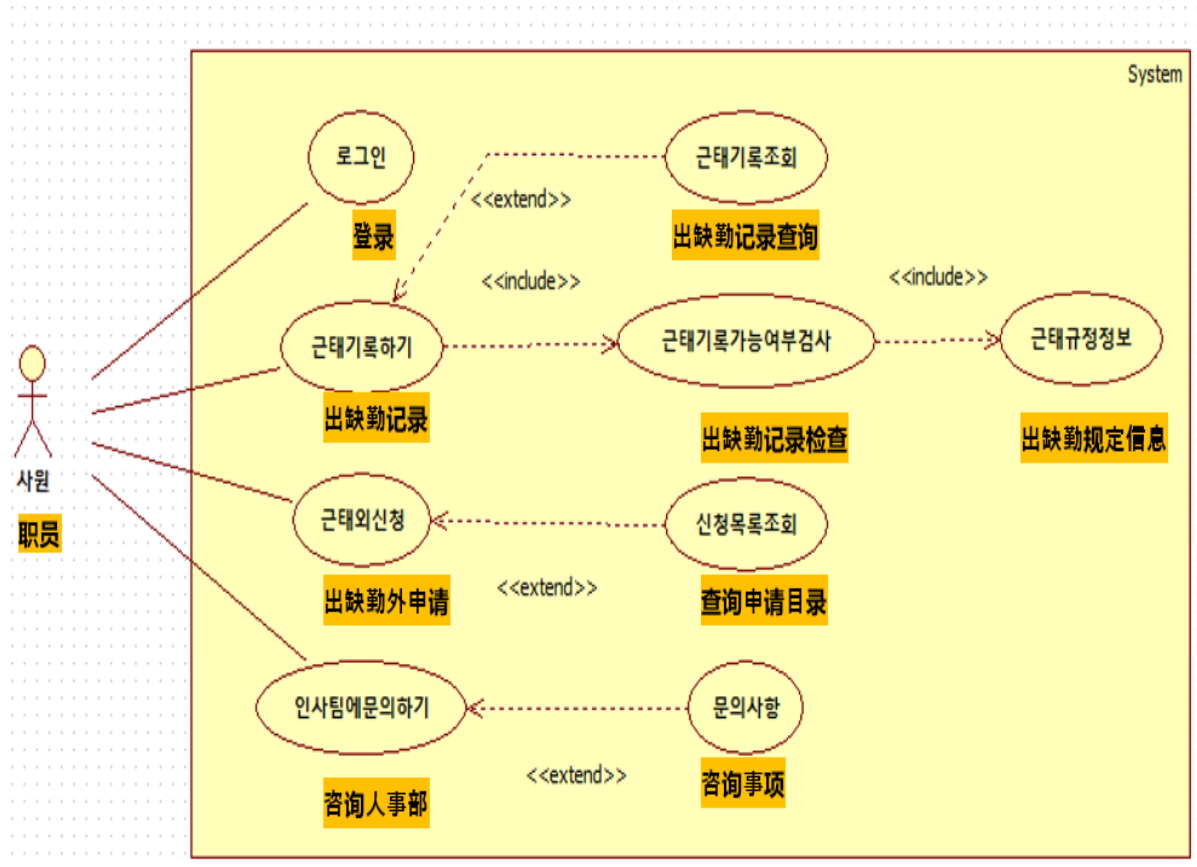 System
로그인
登录
근태기록조회
<<extend>>
出缺勤记录查询
<<include>>
<<include>>
근태기록하기
出缺勤记录
근태기록가능여부검사
出缺勤记录检查
근태규정정보
出缺勤规定信息
사원
职员
근태외신청
出缺勤外申请
신청목록조회
<<extend>>
查询申请目录
인사팀에문의하기
咨询人事部
문의사항
<<extend>>
咨询事项